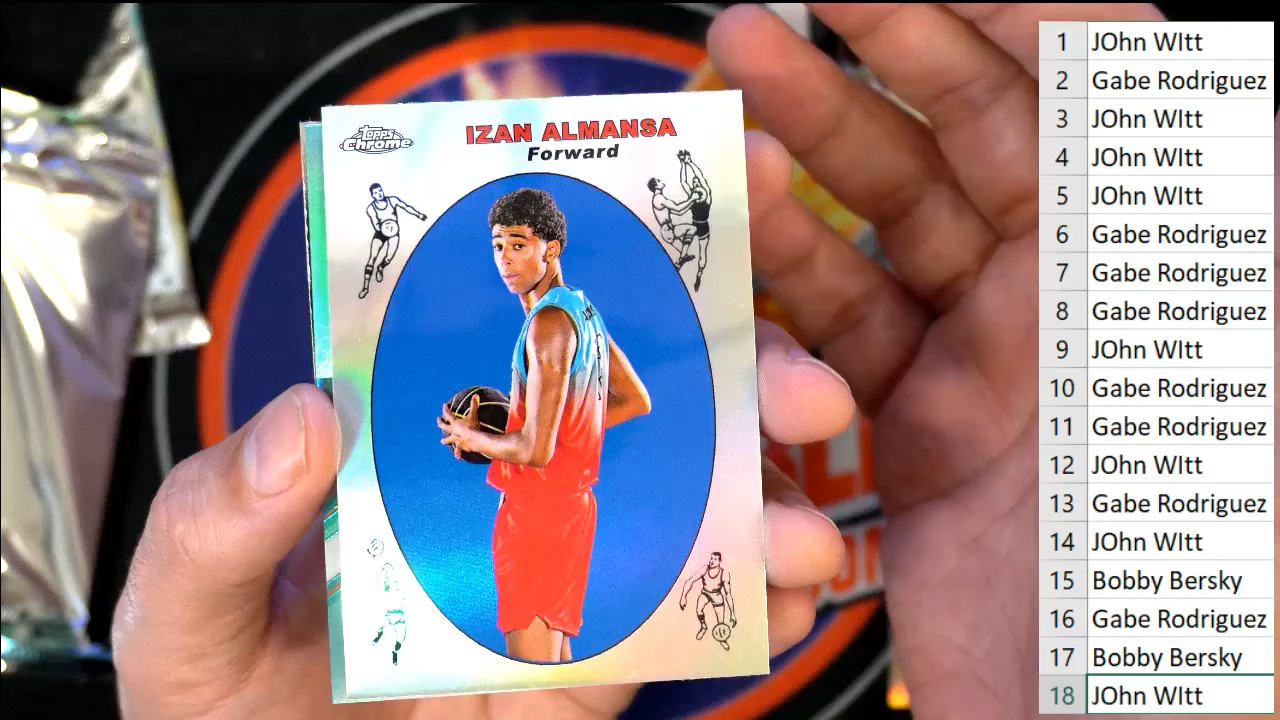 topps
Chrome
IZAN ALMANSA
Forward
1 JOhn WItt
2 Gabe Rodriguez
3 JOhn WItt
4 JOhn WItt
5 JOhn WItt
6 Gabe Rodriguez
7 Gabe Rodriguez
8 Gabe Rodriguez
9 JOhn WItt
10 Gabe Rodriguez
11 Gabe Rodriguez
12 JOhn WItt
13 Gabe Rodriguez
14 JOhn WItt
15 Bobby Bersky
16 Gabe Rodriguez
17 Bobby Bersky
18 JOhn WItt